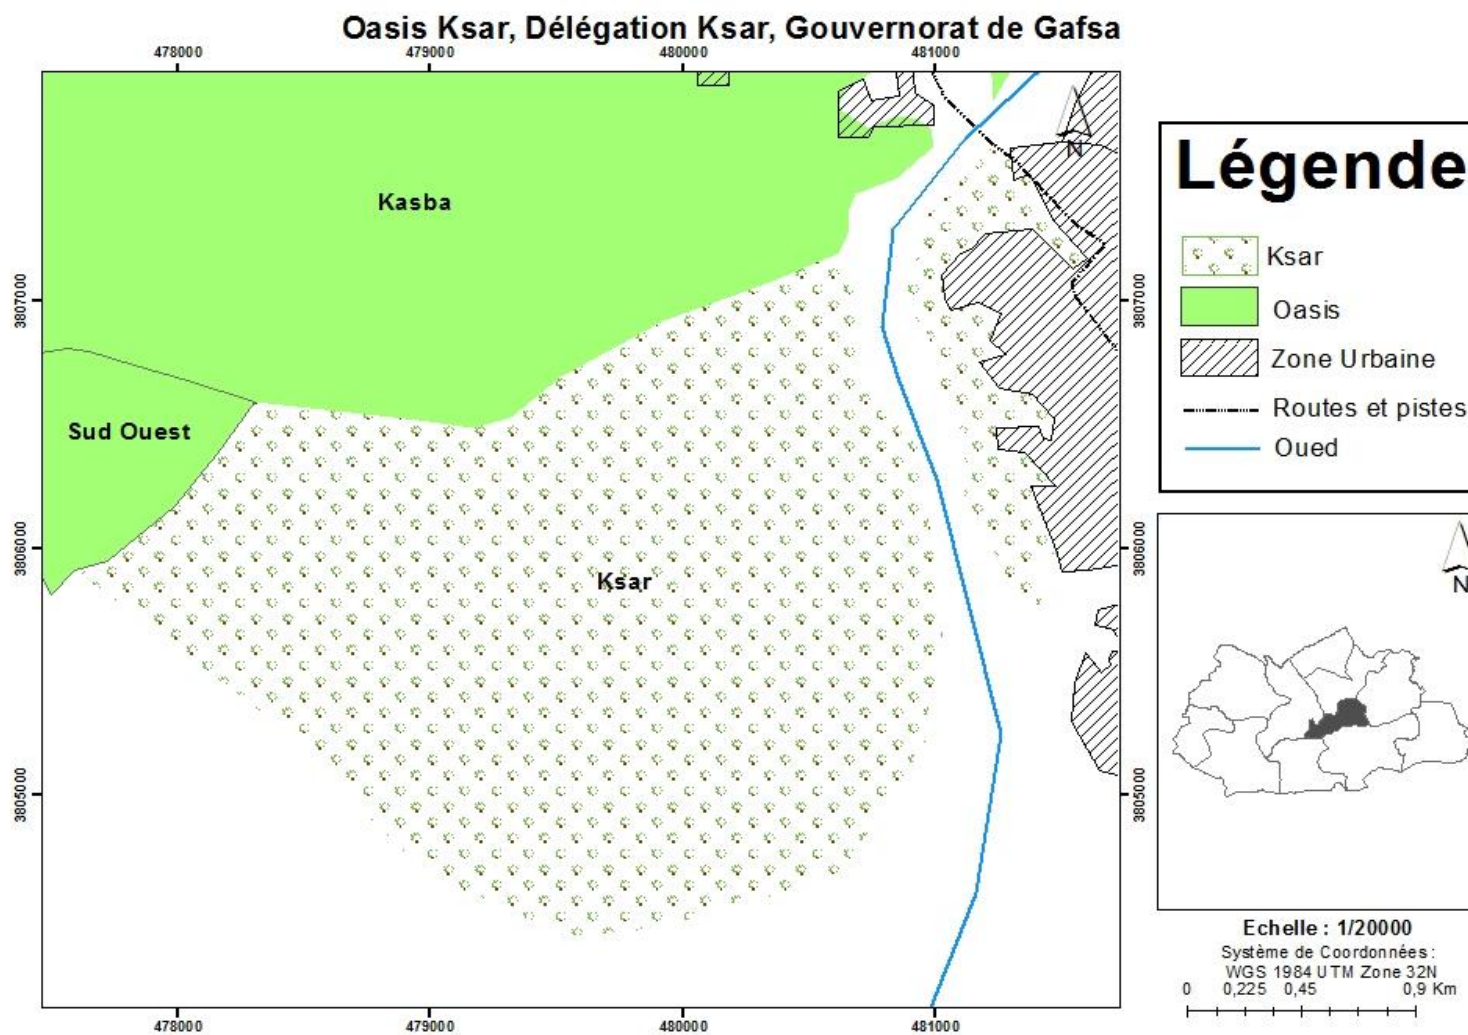 Oasis Ksar, Délégation Ksar, Gouvernorat de Gafsa
478000
479000
480000
481000
Kasba
N
Légende
Ksar
Oasis
3807000
3807000
Zone Urbaine
Routes et pistes
Sud Ouest
Oued
3806000
Ksar
3806000
N
3805000
3805000
Echelle : 1/20000
Système de Coordonnées :
WGS 1984 UTM Zone 32N
0 0,225 0,45 0,9 Km
478000
479000
480000
481000